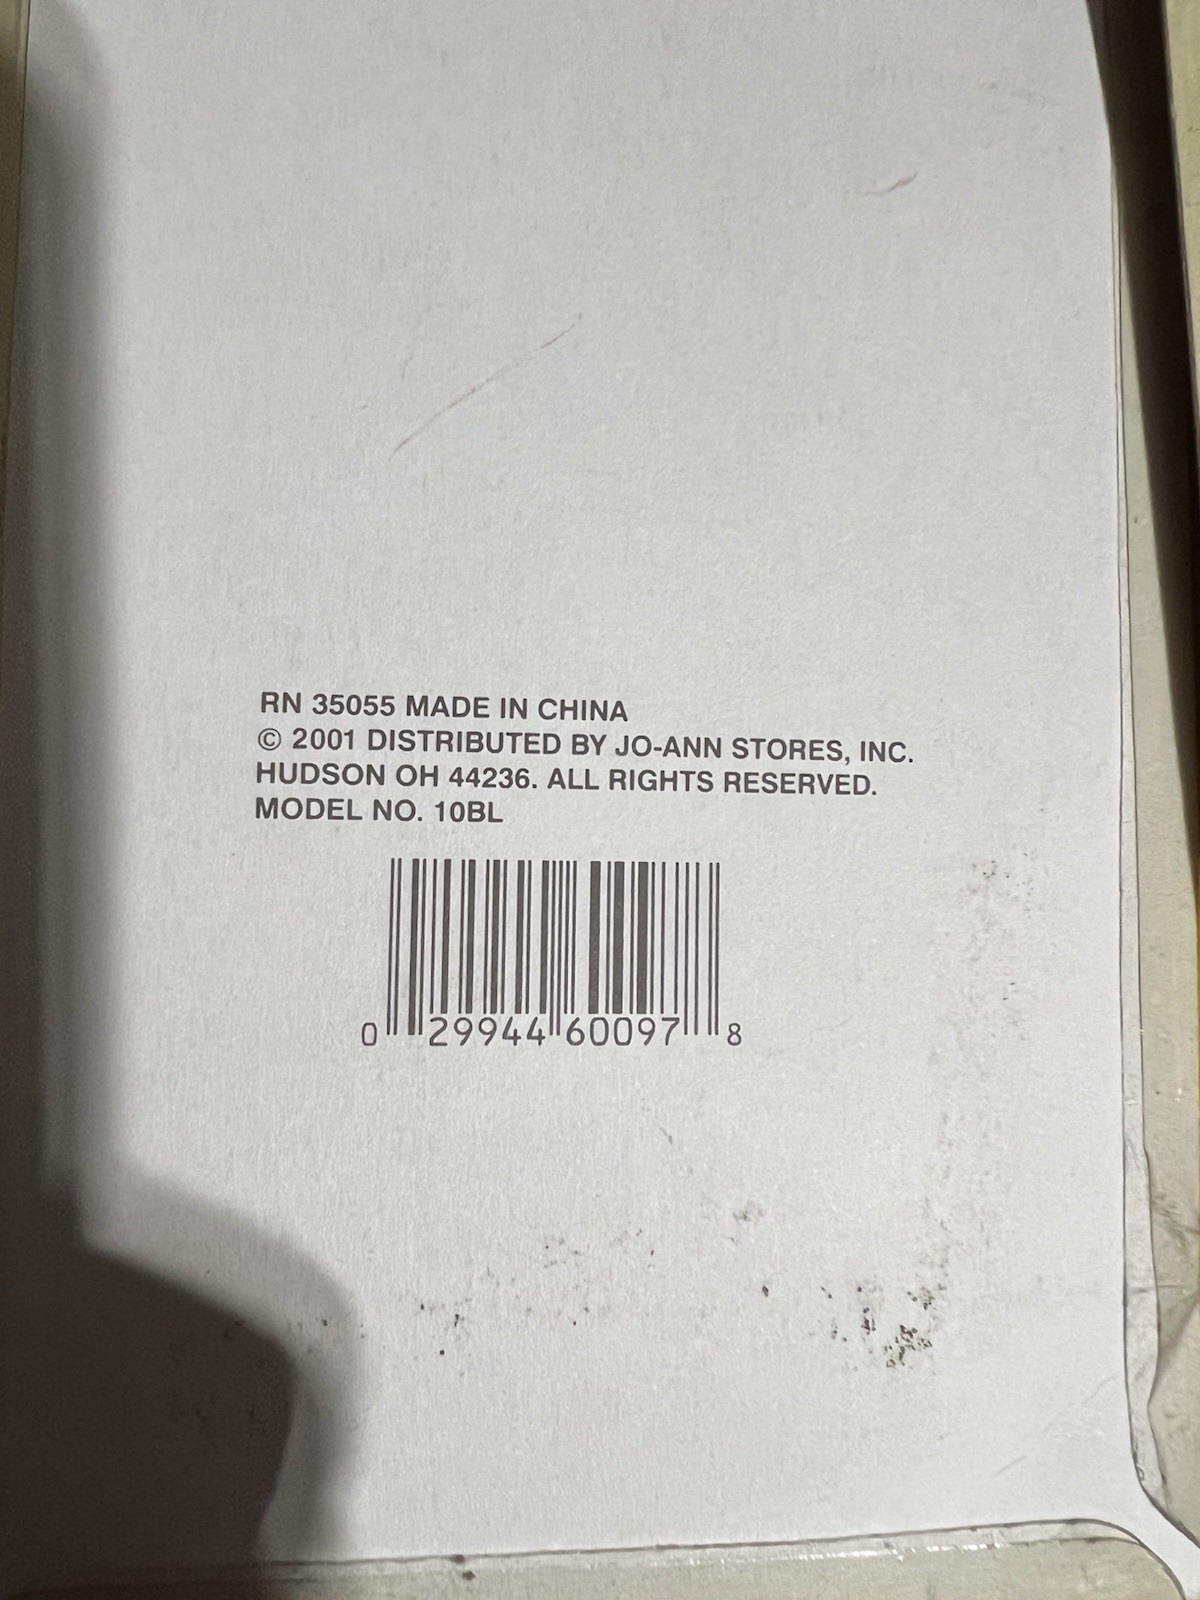 RN 35055 MADE IN CHINA
© 2001 DISTRIBUTED BY JO-ANN STORES, INC.
HUDSON OH 44236. ALL RIGHTS RESERVED.
MODEL NO. 10BL
0 29944 60097 8